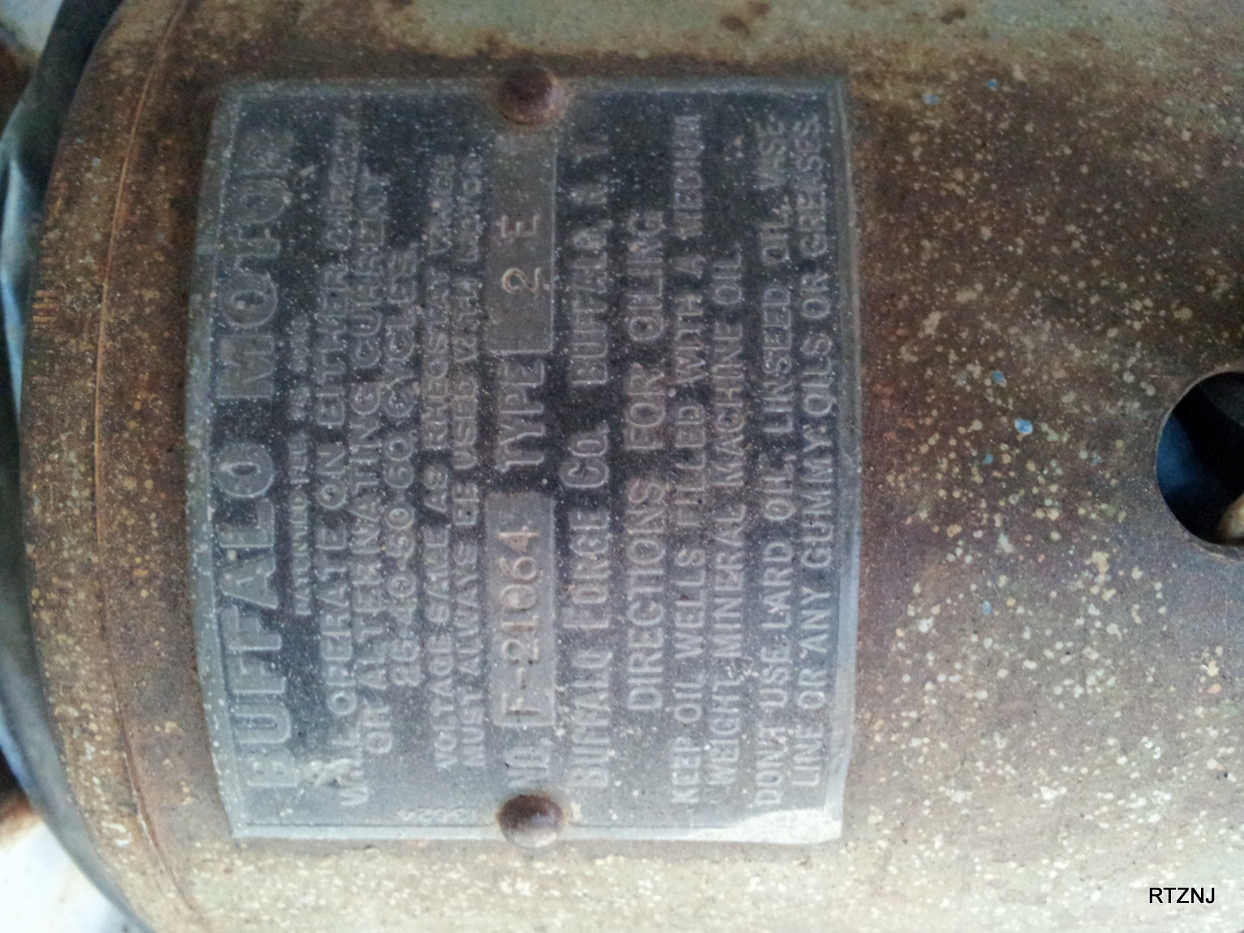 BUFFALO MOTOR
WILL OPERATE ON EITHER DIRECT
OR ALTERNATING CURRENT
25-40-50-60 CYCLES.
VOLTAGE SAME AS RHEOSTAT WHICH
MUST ALWAYS BE USED WITH MOTOR.
NO. F-21064 TYPE 2 E
BUFFALO FORGE CO. BUFFALO, N.Y.
DIRECTIONS FOR OILING
KEEP OIL WELLS FILLED WITH A MEDIUM
WEIGHT MINERAL MACHINE OIL
DON'T USE LARD OIL, LINSEED OIL, VASE-
LINE OR ANY GUMMY OILS OR GREASES.
13624
RTZNJ